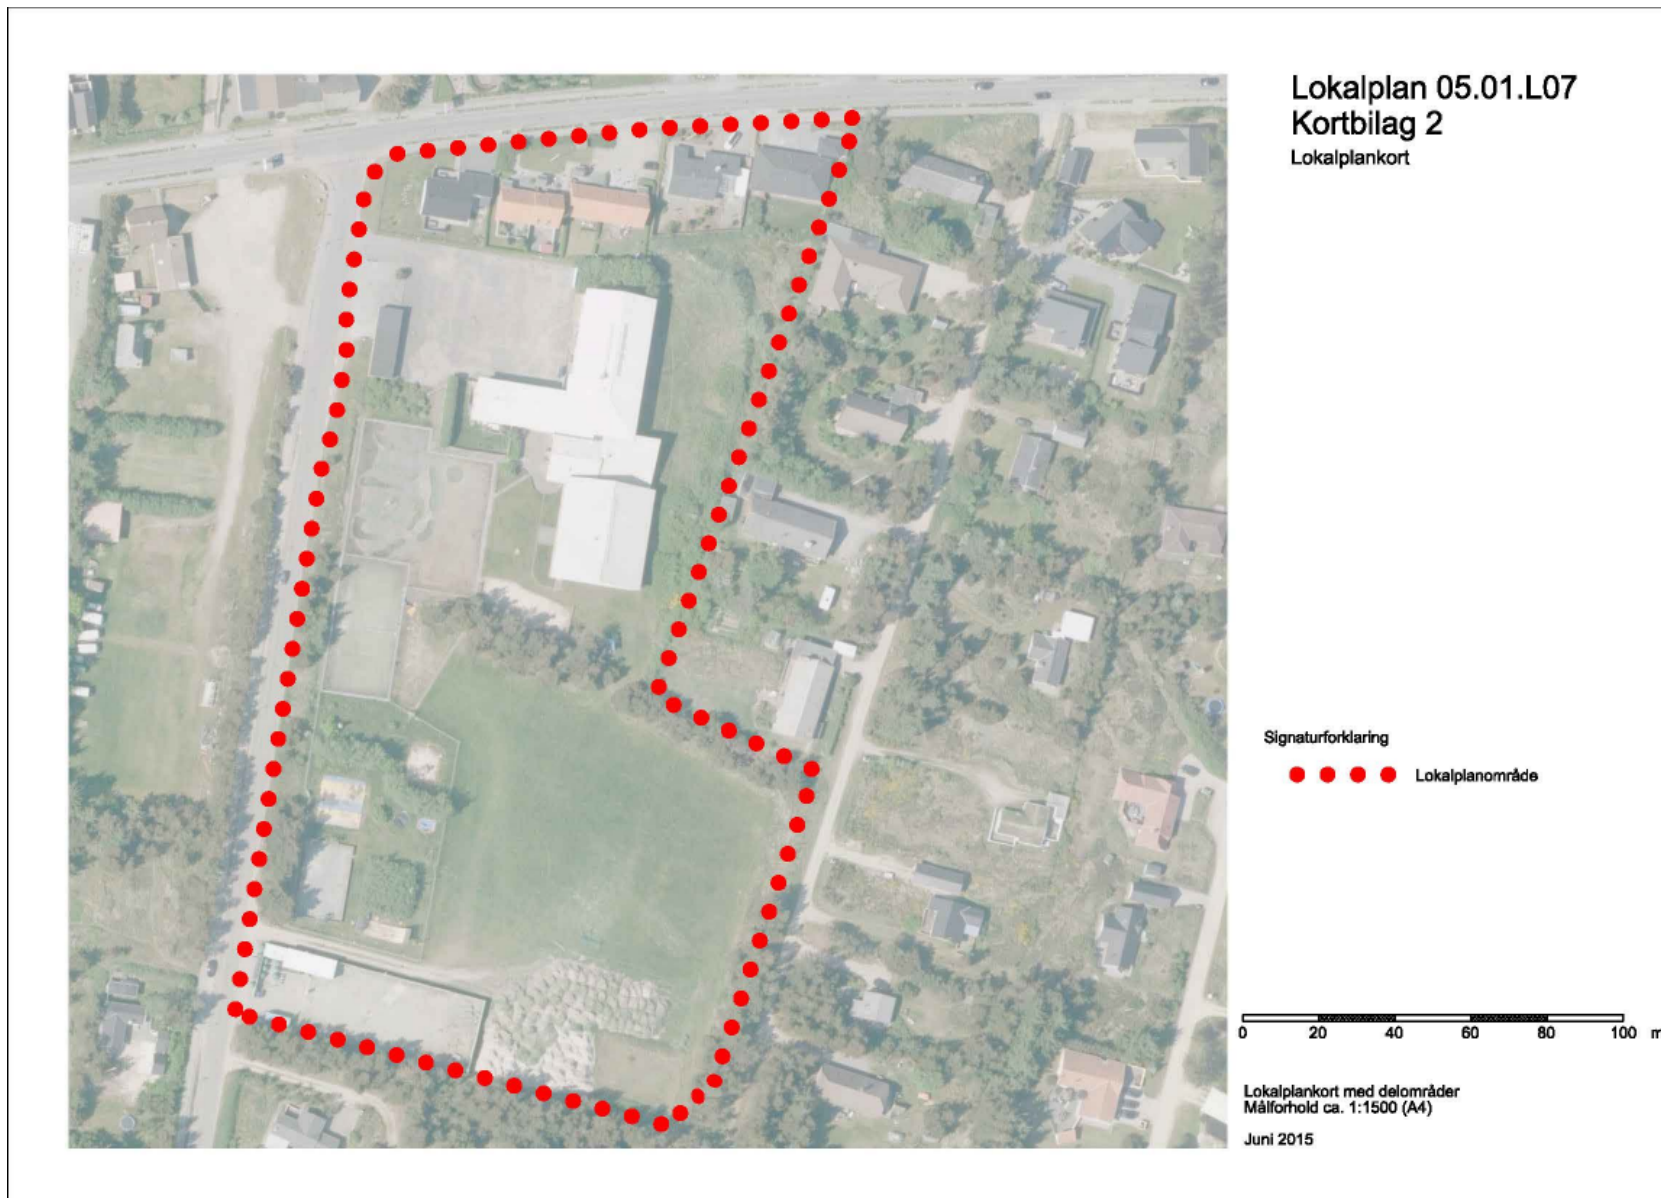 Lokalplan 05.01.L07
Kortbilag 2
Lokalplankort
Signaturforklaring
Lokalplanområde
0 20 40 60 80 100 m
Lokalplankort med delområder
Målforhold ca. 1:1500 (A4)
Juni 2015